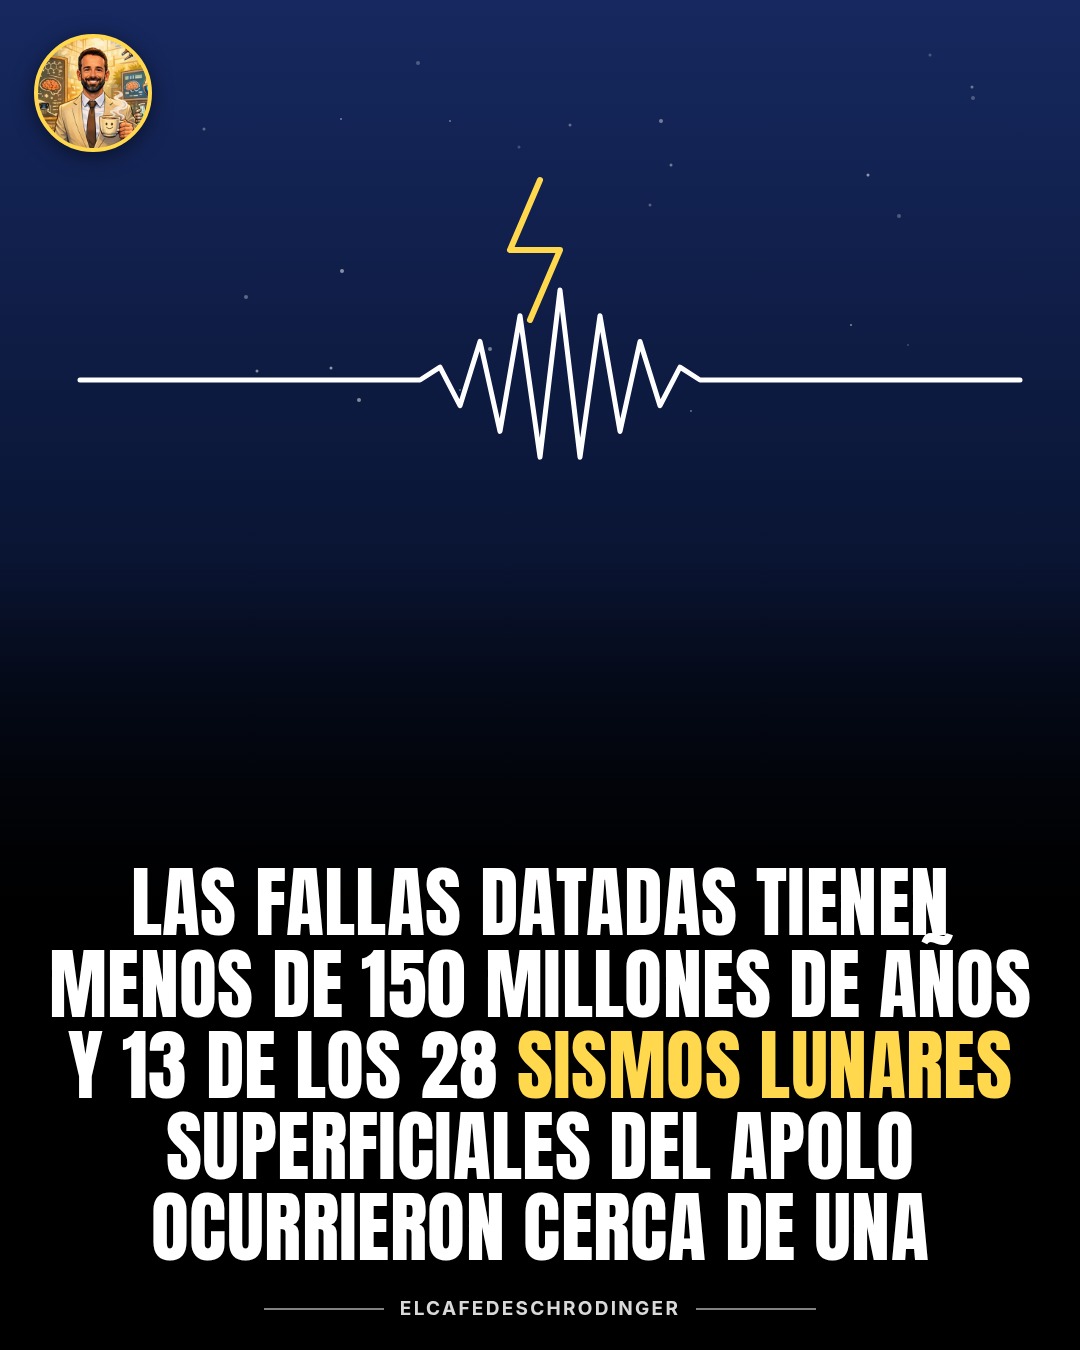 LAS FALLAS DATADAS TIENEN
MENOS DE 150 MILLONES DE AÑOS
Y 13 DE LOS 28 SISMOS LUNARES
SUPERFICIALES DEL APOLO
OCURRIERON CERCA DE UNA
ELCAFEDESCHRODINGER